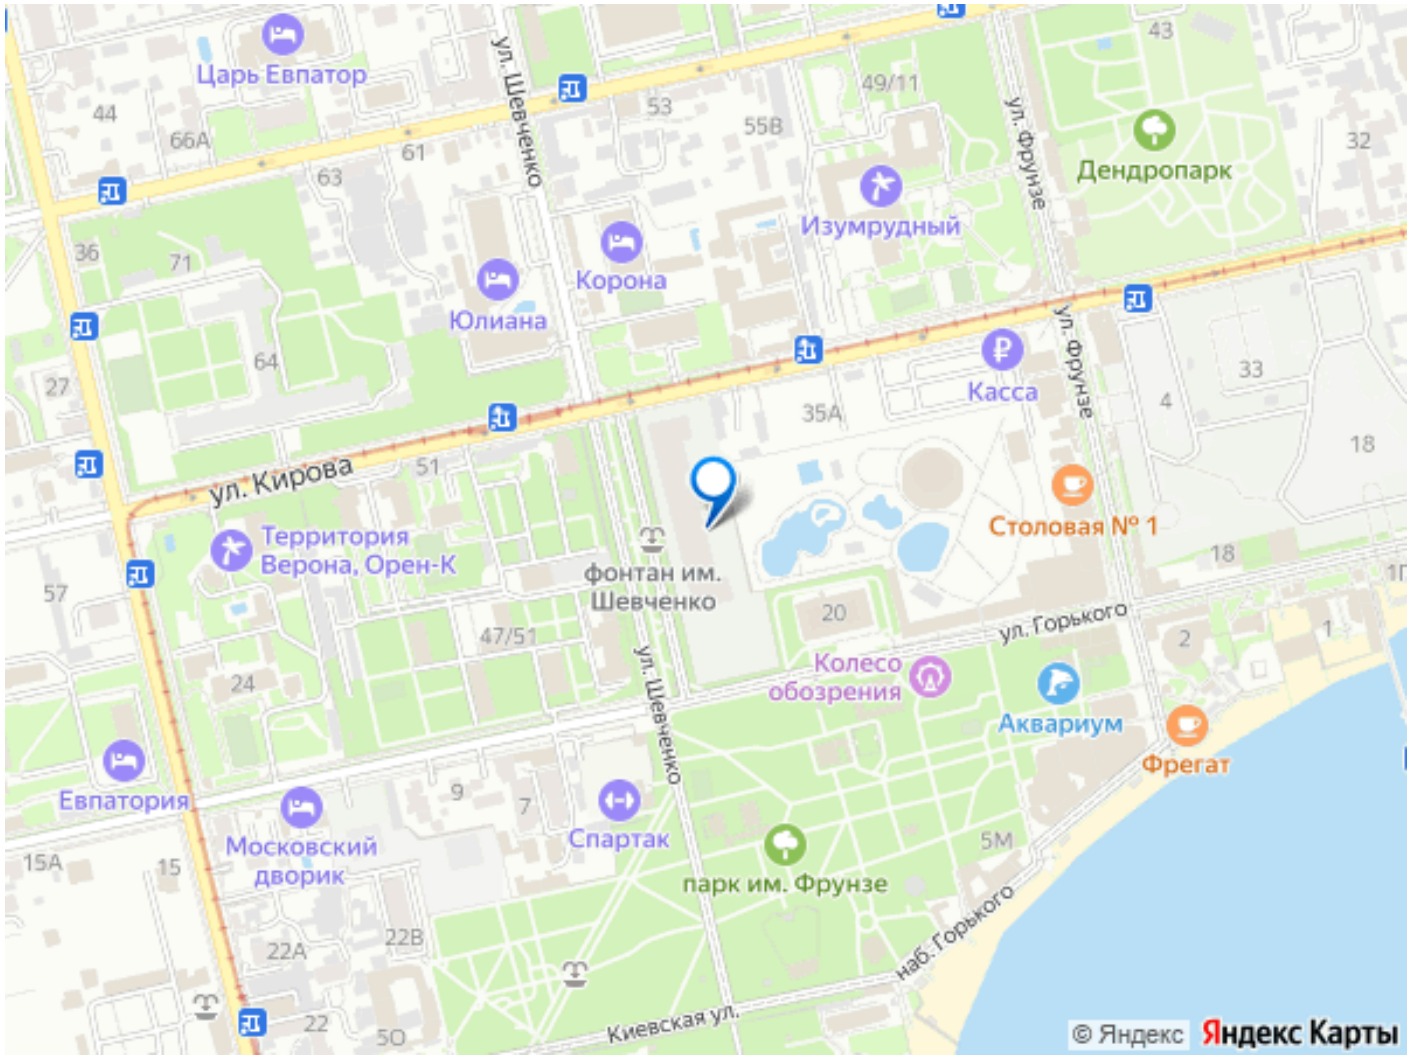 Царь Евпатор
44
66А
61
63
ул. Шевченко
53
55В
49/11
43
ул. Фрунзе
Дендропарк
32
Изумрудный
36
71
Корона
Юлиана
64
27
ул. Фрунзе
Касса
35А
33
4
18
51
ул. Кирова
Территория
Верона, Орен-К
57
Столовая № 1
18
1П
фонтан им.
Шевченко
47/51
20
ул. Горького
2
1
Колесо
обозрения
ул. Шевченко
24
Аквариум
Фрегат
Евпатория
9
7
Спартак
Московский
дворик
15А
15
5М
парк им. Фрунзе
22А
22В
наб. Горького
22
50
Киевская ул.
© Яндекс Яндекс Карты